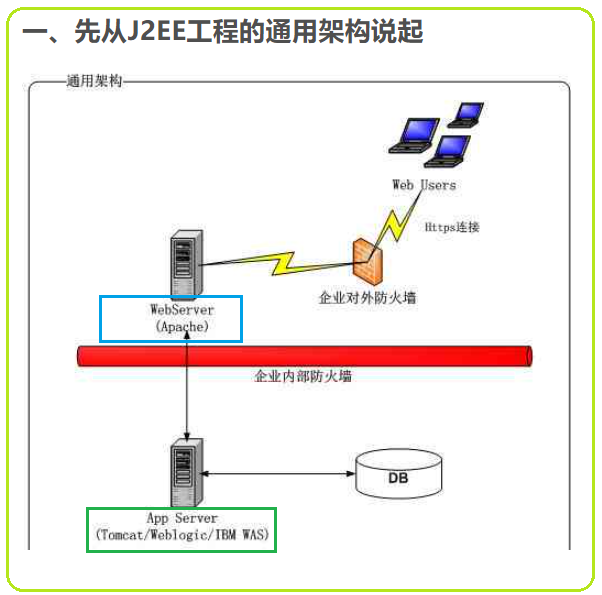 一、先从J2EE工程的通用架构说起
通用架构
Web Users
Https连接
企业对外防火墙
WebServer
(Apache)
企业内部防火墙
DB
App Server
(Tomcat/Weblogic/IBM WAS)